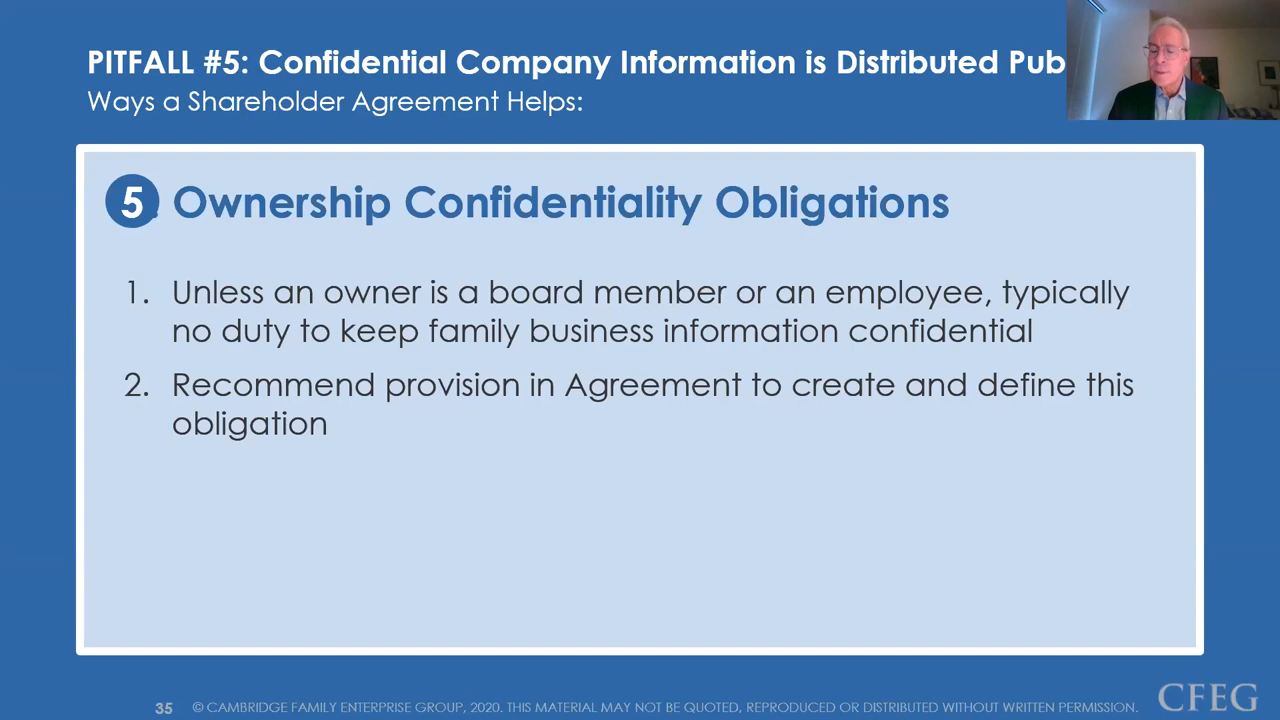 PITFALL #5: Confidential Company Information is Distributed Pub
Ways a Shareholder Agreement Helps:
5 Ownership Confidentiality Obligations
1. Unless an owner is a board member or an employee, typically
no duty to keep family business information confidential
2. Recommend provision in Agreement to create and define this
obligation
35 © CAMBRIDGE FAMILY ENTERPRISE GROUP, 2020. THIS MATERIAL MAY NOT BE QUOTED, REPRODUCED OR DISTRIBUTED WITHOUT WRITTEN PERMISSION.
CFEG